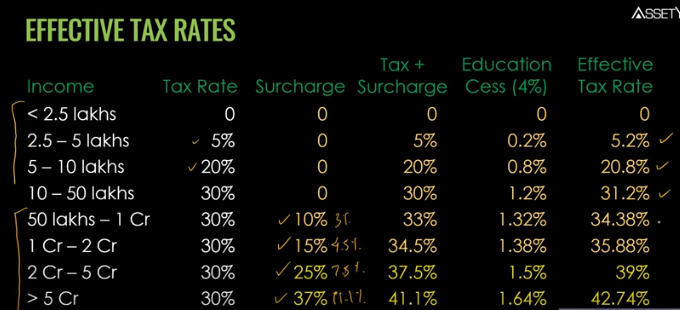 ASSETY
EFFECTIVE TAX RATES
Income Tax Rate Surcharge Tax + Surcharge Education Cess (4%) Effective Tax Rate
< 2.5 lakhs 0 0 0 0 0
2.5 – 5 lakhs 5% 0 5% 0.2% 5.2%
5 – 10 lakhs 20% 0 20% 0.8% 20.8%
10 – 50 lakhs 30% 0 30% 1.2% 31.2%
50 lakhs – 1 Cr 30% 10% 3% 33% 1.32% 34.38%
1 Cr – 2 Cr 30% 15% 4.5% 34.5% 1.38% 35.88%
2 Cr – 5 Cr 30% 25% 7.5% 37.5% 1.5% 39%
> 5 Cr 30% 37% 11.1% 41.1% 1.64% 42.74%